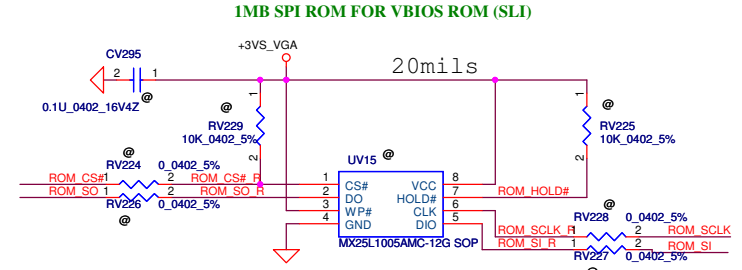 1MB SPI ROM FOR VBIOS ROM (SLI)
+3VS_VGA
CV295
2 1
20mils
@
0.1U_0402_16V4Z
1
@
RV229
10K_0402_5%
2
1
@
RV225
10K_0402_5%
2
@
RV224 0_0402_5%
ROM_CS# 1 2 ROM_CS#_R
ROM_SO 1 2 ROM_SO_R
RV226 0_0402_5%
@
UV15 @
1 CS# VCC 8
2 DO HOLD# 7 ROM_HOLD#
3 WP# CLK 6
4 GND DIO 5
MX25L1005AMC-12G SOP
@
RV228 0_0402_5%
ROM_SCLK_R 1 2 ROM_SCLK
ROM_SI_R 1 2 ROM_SI
RV227 0_0402_5%
@